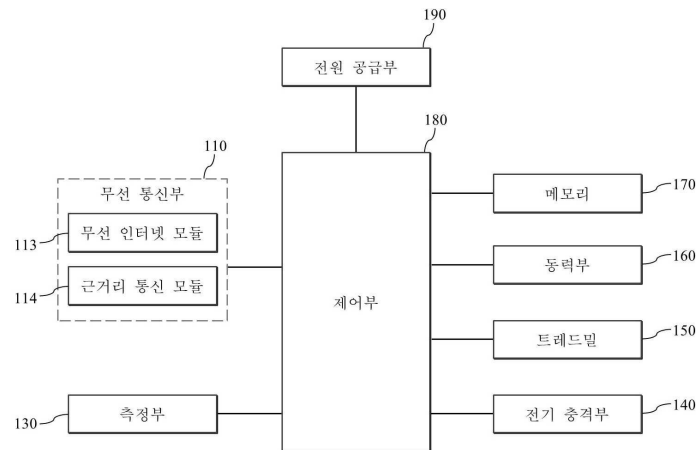 190
전원 공급부
180
110
무선 통신부
113
무선 인터넷 모듈
114
근거리 통신 모듈
제어부
메모리
170
동력부
160
트레드밀
150
130
측정부
전기 충격부
140